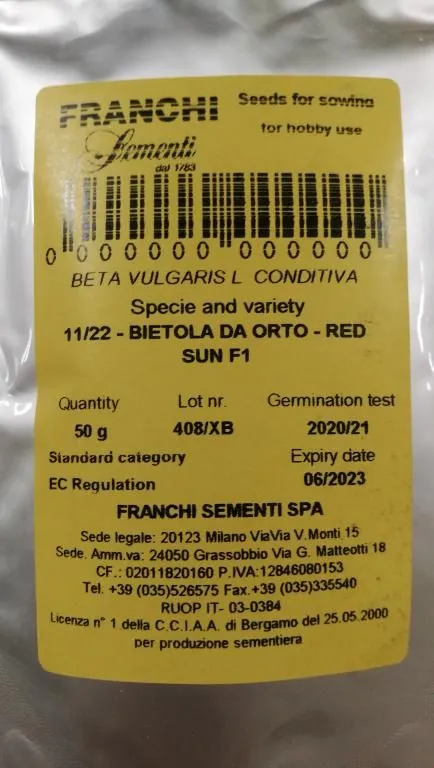 FRANCHI
Seeds for sowing
for hobby use
Sementi
dal 1783
0 000000 000000
BETA VULGARIS L CONDITIVA
Specie and variety
11/22 - BIETOLA DA ORTO - RED
SUN F1
Quantity Lot nr. Germination test
50 g 408/XB 2020/21
Standard category Expiry date
EC Regulation 06/2023
FRANCHI SEMENTI SPA
Sede legale: 20123 Milano ViaVia V.Monti 15
Sede. Amm.va: 24050 Grassobbio Via G. Matteotti 18
CF.: 02011820160 P.IVA:12846080153
Tel. +39 (035)526575 Fax.+39 (035)335540
RUOP IT- 03-0384
Licenza n° 1 della C.C.I.A.A. di Bergamo del 25.05.2000
per produzione sementiera